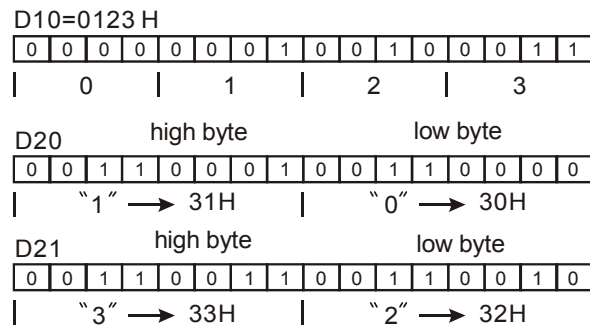 D10=0123 H
0 0 0 0 0 0 0 1 0 0 1 0 0 0 1 1
0 1 2 3
D20 high byte low byte
0 0 1 1 0 0 0 1 0 0 1 1 0 0 0 0
“1” → 31H “0” → 30H
D21 high byte low byte
0 0 1 1 0 0 1 1 0 0 1 1 0 0 1 0
“3” → 33H “2” → 32H